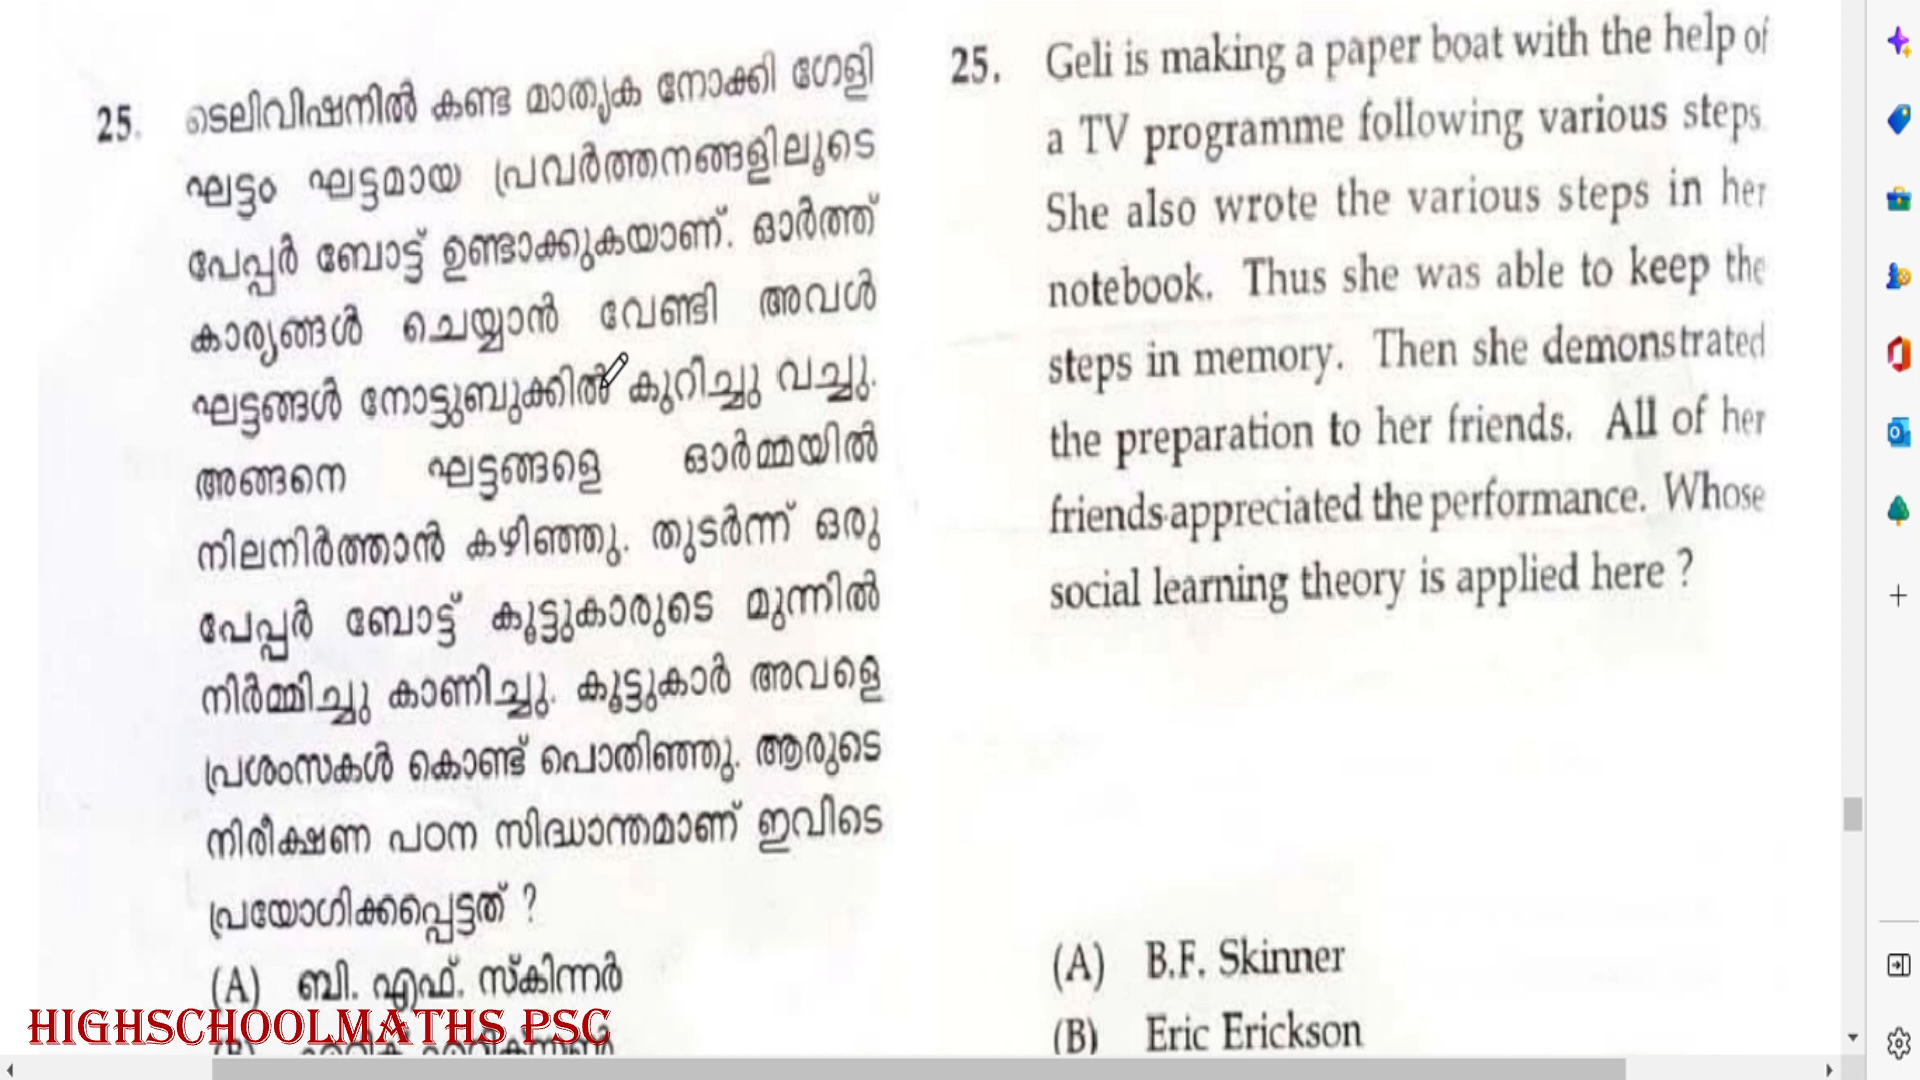 25. ടെലിവിഷനിൽ കണ്ട മാതൃക നോക്കി ഗേളി
ഘട്ടം ഘട്ടമായ പ്രവർത്തനങ്ങളിലൂടെ
പേപ്പർ ബോട്ട് ഉണ്ടാക്കുകയാണ്. ഓർത്ത്
കാര്യങ്ങൾ ചെയ്യാൻ വേണ്ടി അവൾ
ഘട്ടങ്ങൾ നോട്ടുബുക്കിൽ കുറിച്ചു വച്ചു.
അങ്ങനെ ഘട്ടങ്ങളെ ഓർമ്മയിൽ
നിലനിർത്താൻ കഴിഞ്ഞു. തുടർന്ന് ഒരു
പേപ്പർ ബോട്ട് കൂട്ടുകാരുടെ മുന്നിൽ
നിർമ്മിച്ചു കാണിച്ചു. കൂട്ടുകാർ അവളെ
പ്രശംസകൾ കൊണ്ട് പൊതിഞ്ഞു. ആരുടെ
നിരീക്ഷണ പഠന സിദ്ധാന്തമാണ് ഇവിടെ
പ്രയോഗിക്കപ്പെട്ടത് ?
(A) ബി. എഫ്. സ്കിന്നർ
HIGHSCHOOLMATHS PSC
25. Geli is making a paper boat with the help of
a TV programme following various steps
She also wrote the various steps in her
notebook. Thus she was able to keep the
steps in memory. Then she demonstrated
the preparation to her friends. All of her
friends appreciated the performance. Whose
social learning theory is applied here ?
(A) B.F. Skinner
(B) Eric Erickson